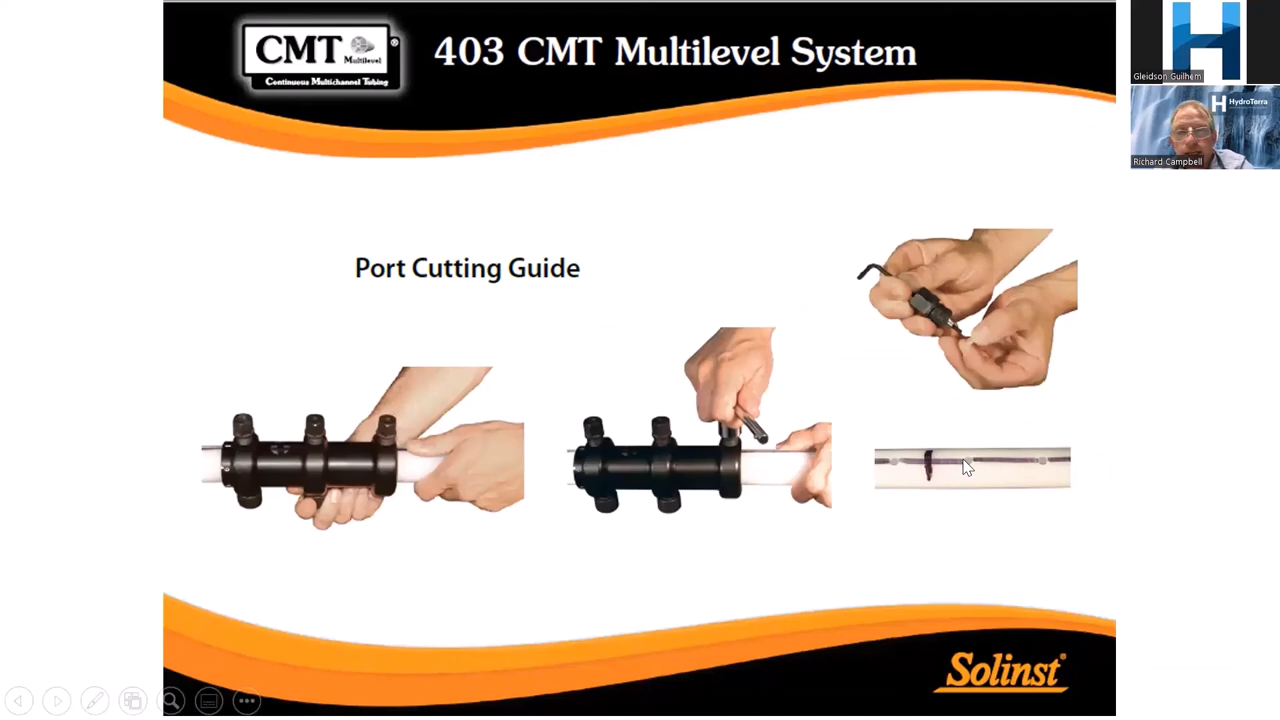 CMT
Multilevel
®
Continuous Multichannel Tubing
403 CMT Multilevel System
Gleidson Guilhem
HydroTerra
Richard Campbell
Port Cutting Guide
Solinst®